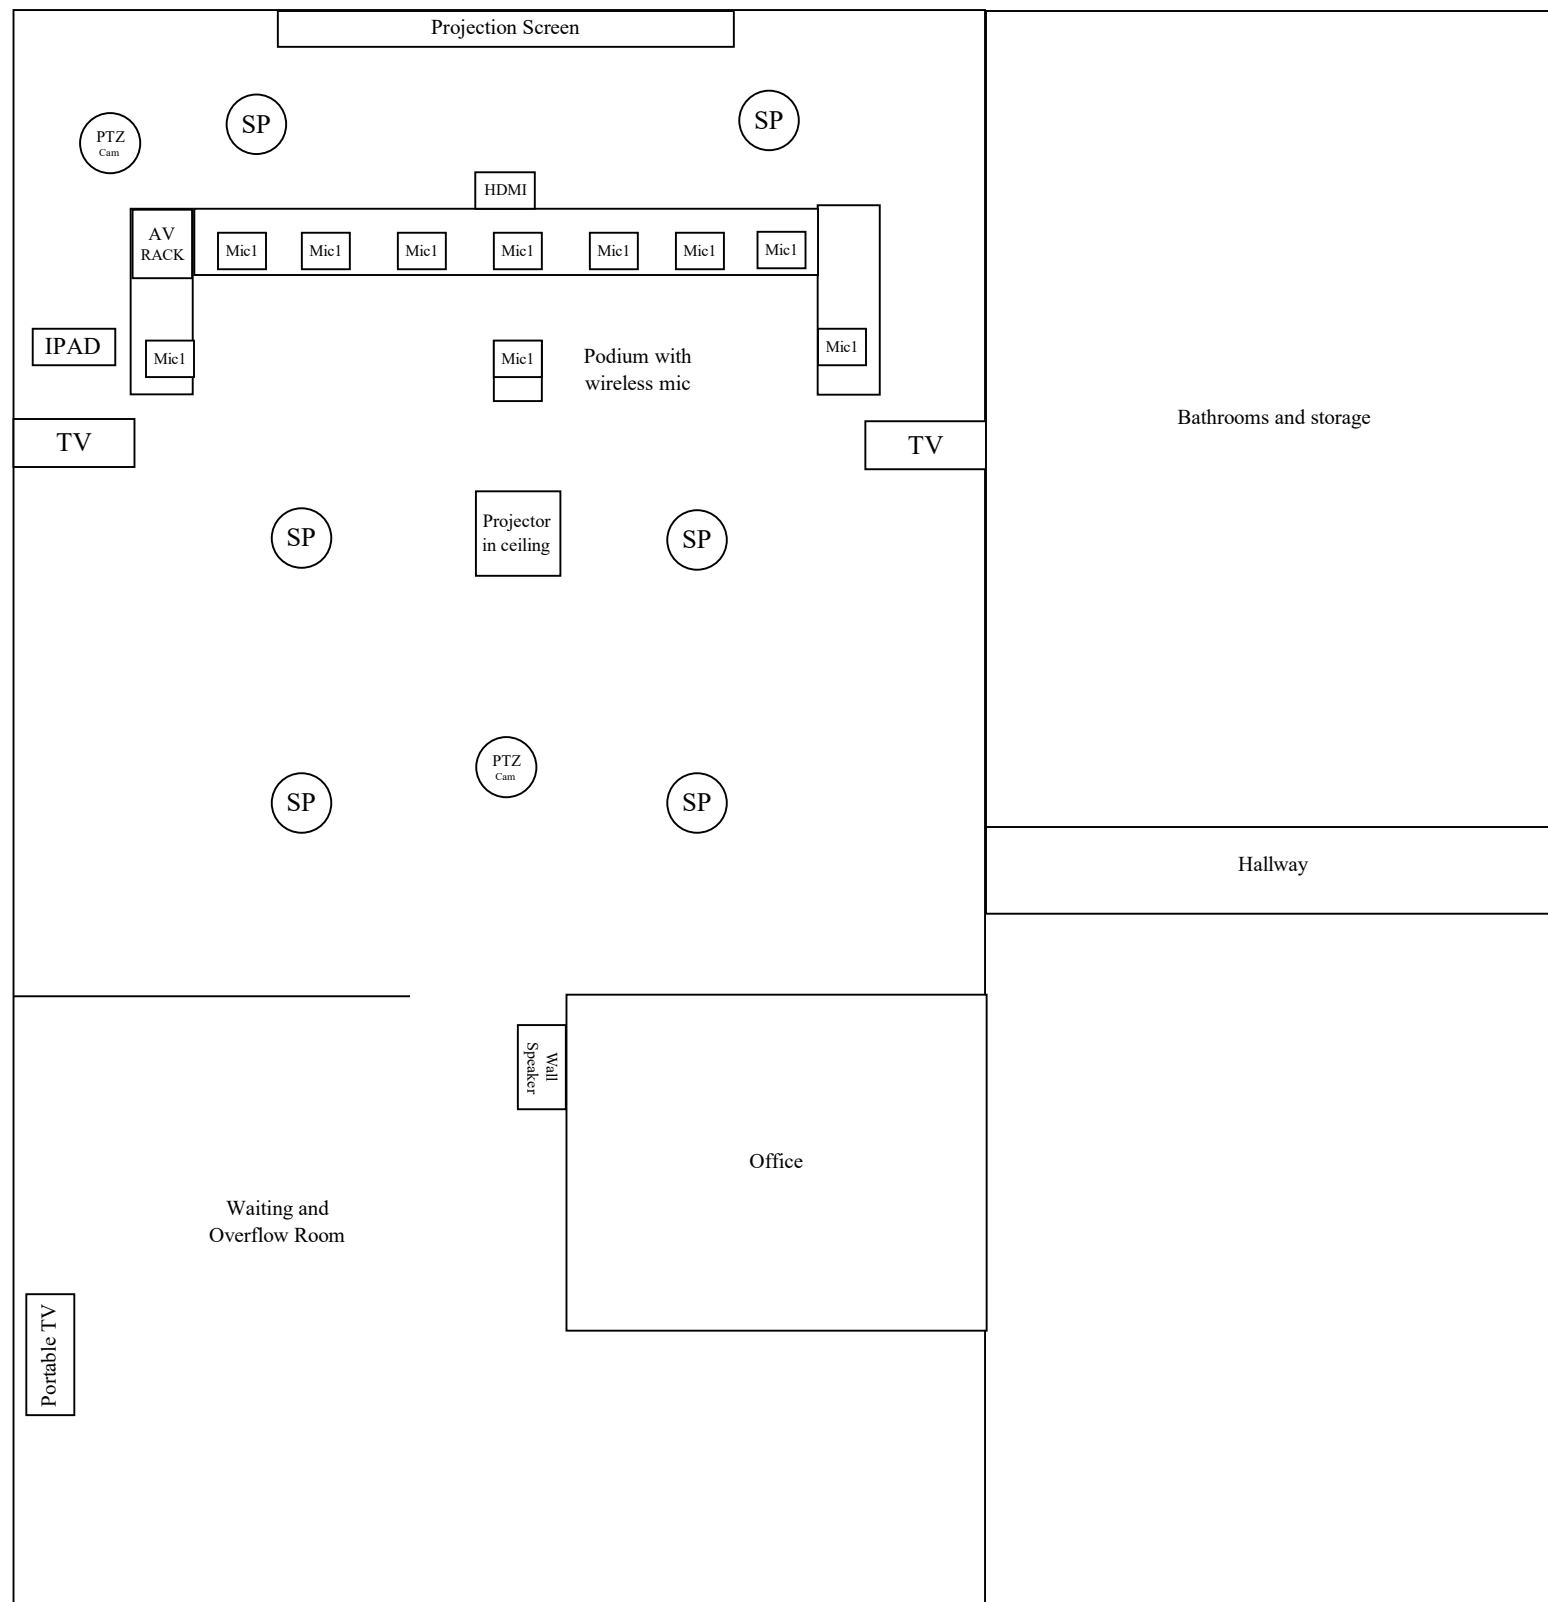 Projection Screen
SP
SP
PTZ
Cam
HDMI
AV
RACK
Mic1
Mic1
Mic1
Mic1
Mic1
Mic1
Mic1
IPAD
Mic1
Mic1
Podium with
wireless mic
Mic1
Bathrooms and storage
TV
TV
SP
Projector
in ceiling
SP
PTZ
Cam
SP
SP
Hallway
Wall
Speaker
Office
Waiting and
Overflow Room
Portable TV